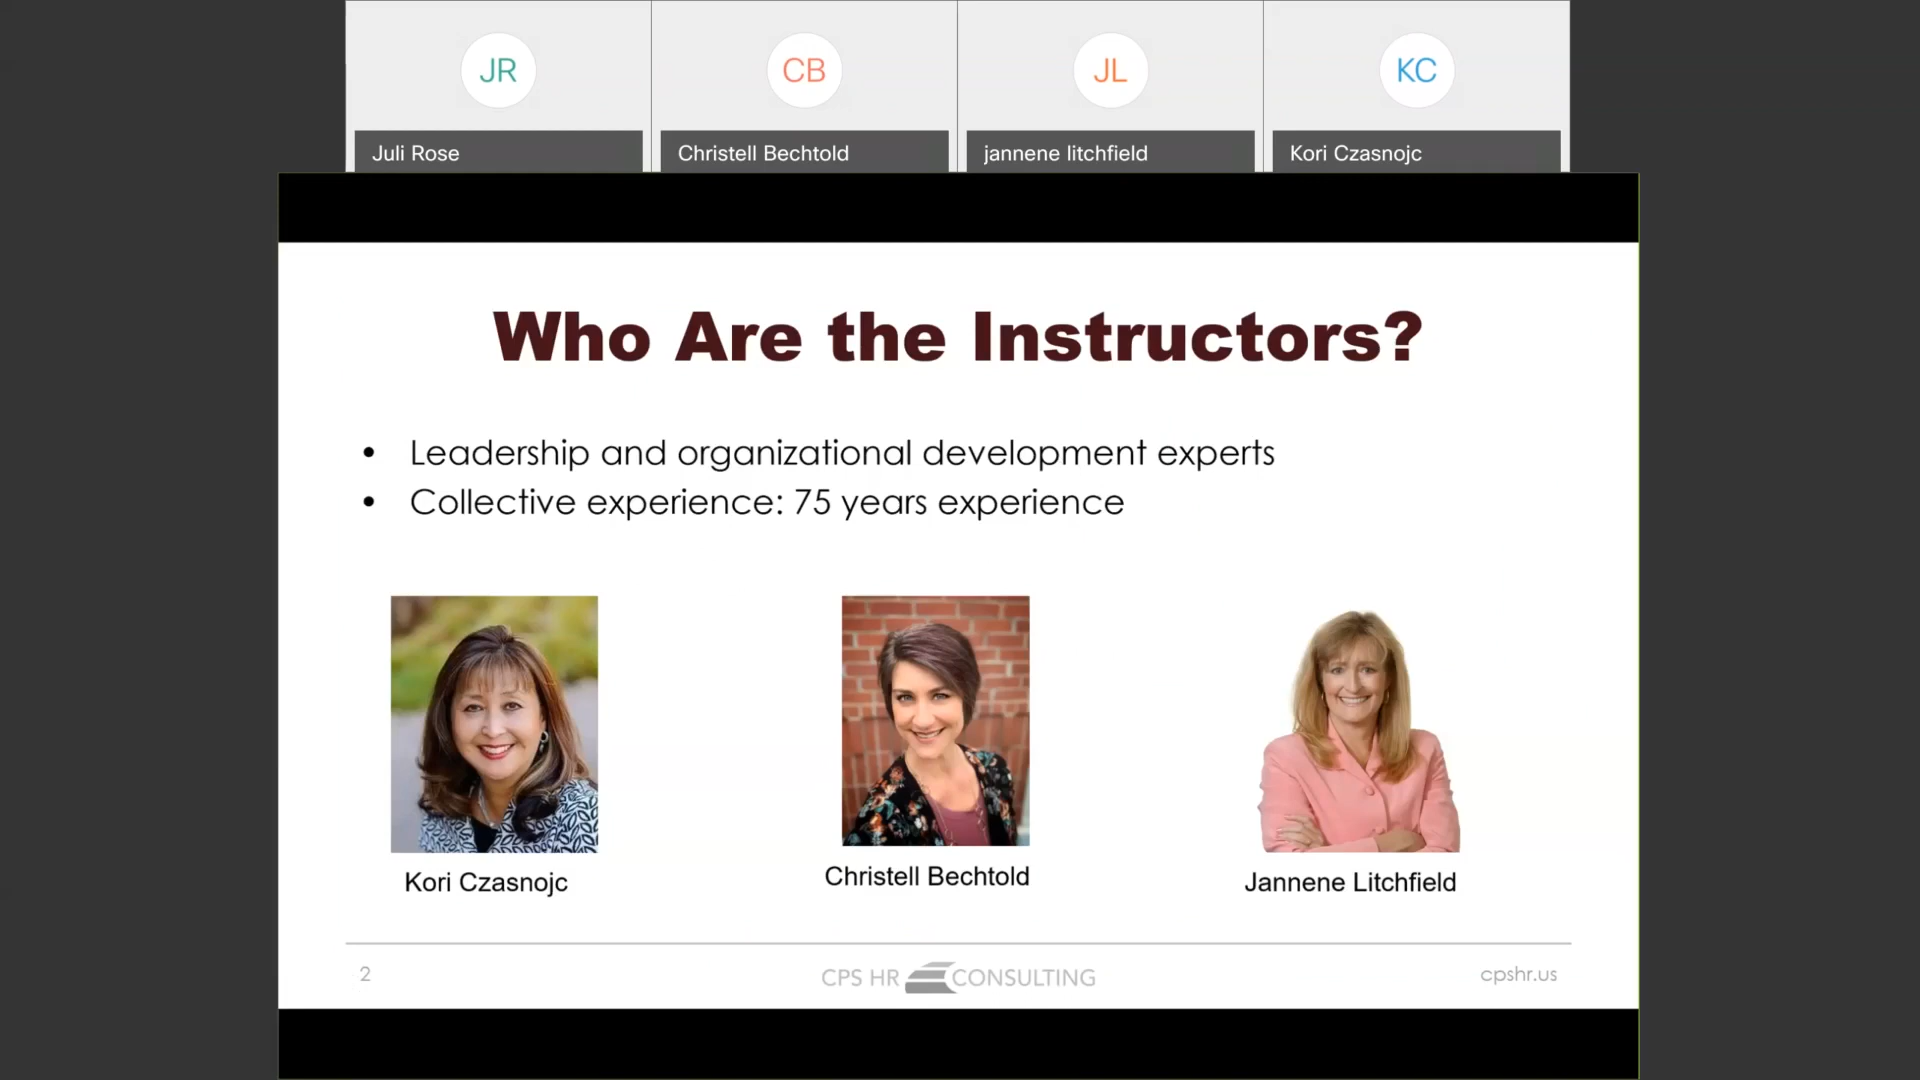 JR
CB
JL
KC
Juli Rose
Christell Bechtold
jannene litchfield
Kori Czasnojc
Who Are the Instructors?
• Leadership and organizational development experts
• Collective experience: 75 years experience
Kori Czasnojc
Christell Bechtold
Jannene Litchfield
2
CPS HR CONSULTING
cpshr.us